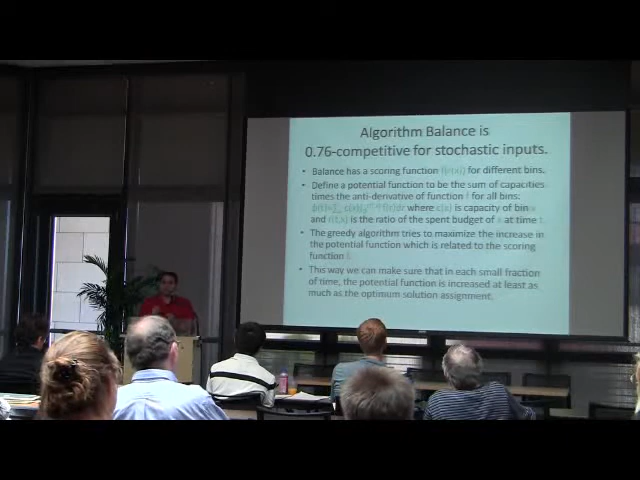 Algorithm Balance is
0.76-competitive for stochastic inputs.
• Balance has a scoring function f(r(x)) for different bins.
• Define a potential function to be the sum of capacities
times the anti-derivative of function f for all bins:
where c(x) is capacity of bin x
and r(t,x) is the ratio of the spent budget of x at time t.
• The greedy algorithm tries to maximize the increase in
the potential function which is related to the scoring
function f.
• This way we can make sure that in each small fraction
of time, the potential function is increased at least as
much as the optimum solution assignment.